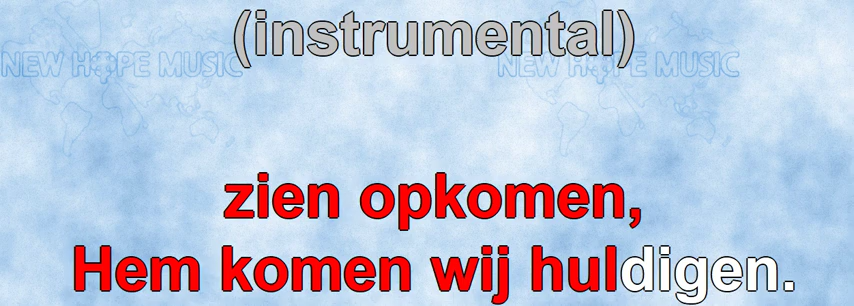 (instrumental)
NEW HOPE MUSIC NEW HOPE MUSIC
zien opkomen,
Hem komen wij huldigen.